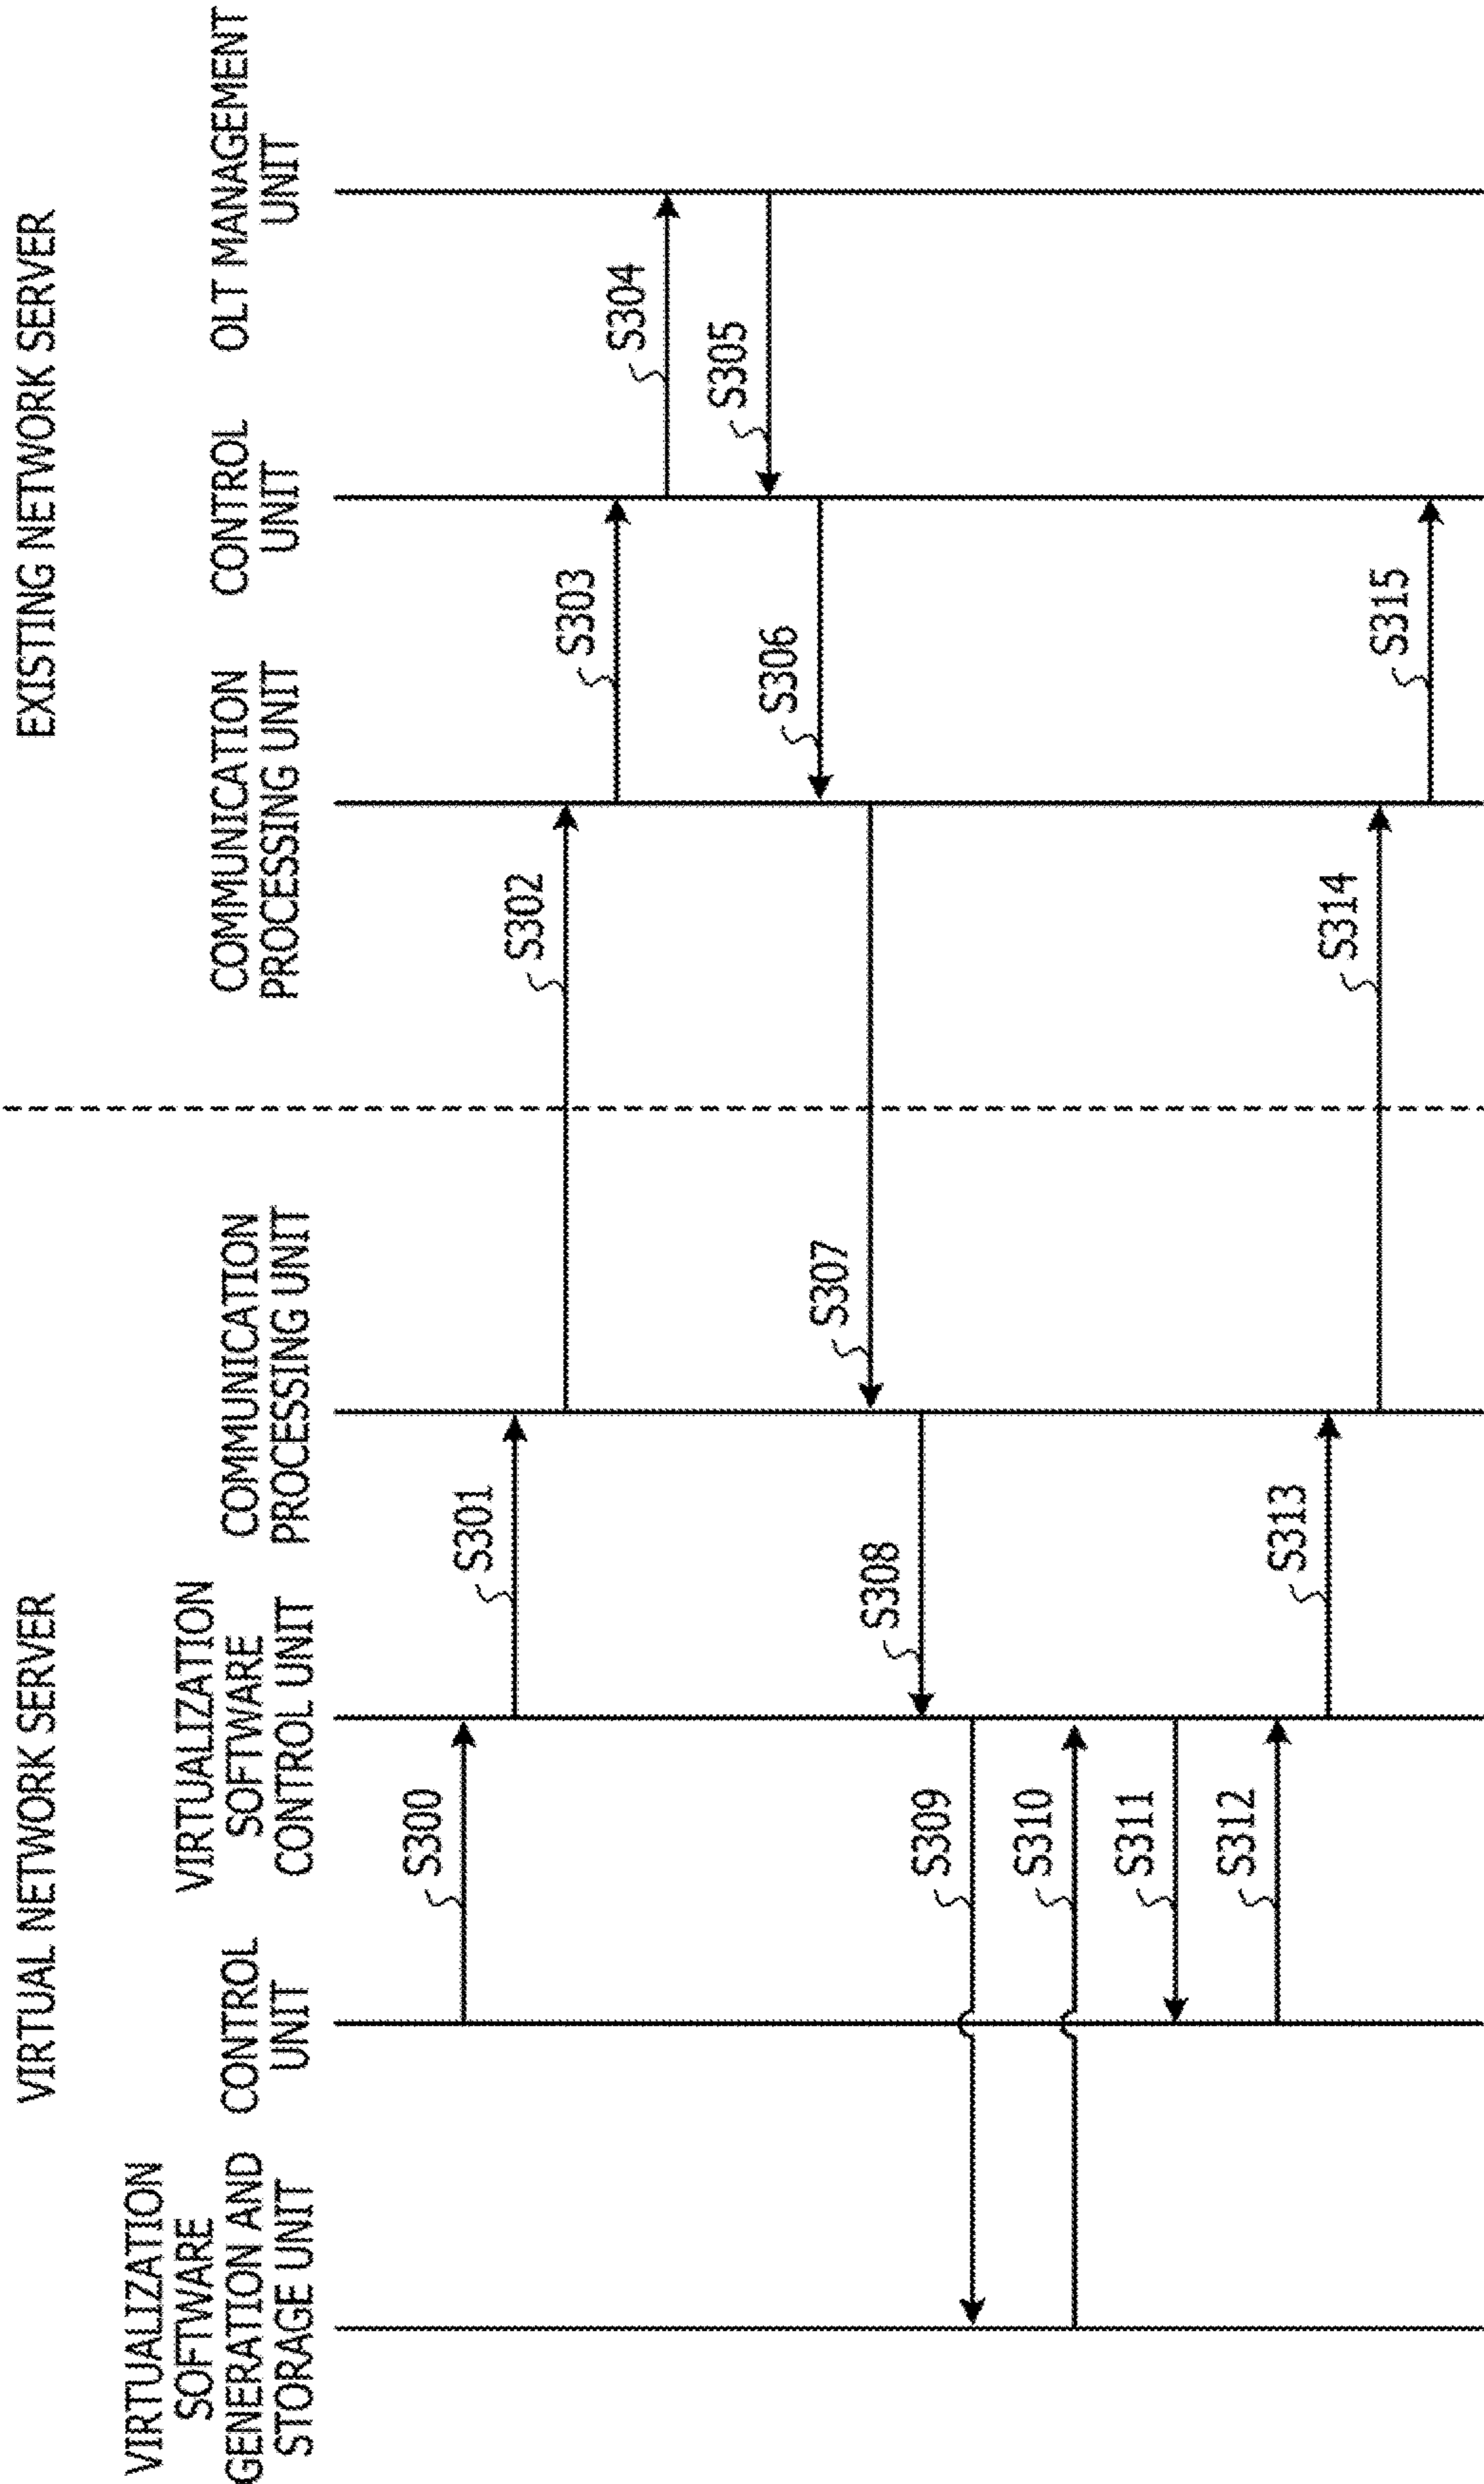 VIRTUAL NETWORK SERVER
EXISTING NETWORK SERVER
VIRTUALIZATION
SOFTWARE
GENERATION AND
STORAGE UNIT
CONTROL
UNIT
VIRTUALIZATION
SOFTWARE
CONTROL UNIT
COMMUNICATION
PROCESSING UNIT
COMMUNICATION
PROCESSING UNIT
CONTROL
UNIT
OLT MANAGEMENT
UNIT
S300
S301
S302
S303
S304
S305
S306
S307
S308
S309
S310
S311
S312
S313
S314
S315